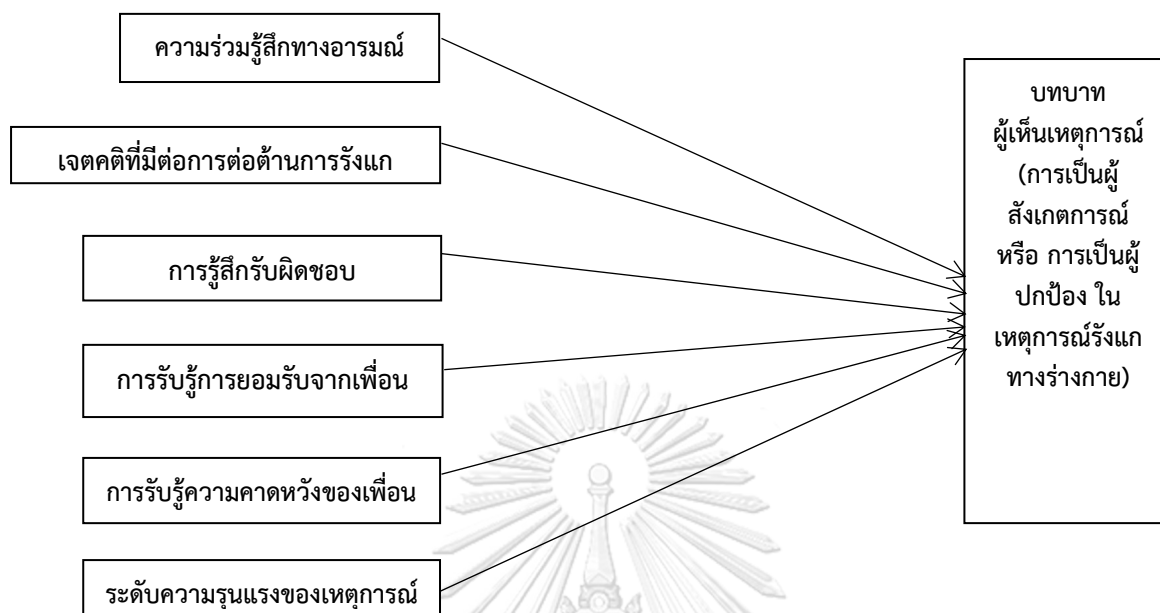 ความร่วมรู้สึกทางอารมณ์
เจตคติที่มีต่อการต่อต้านการรังแก
การรู้สึกรับผิดชอบ
การรับรู้การยอมรับจากเพื่อน
การรับรู้ความคาดหวังของเพื่อน
ระดับความรุนแรงของเหตุการณ์
บทบาท
ผู้เห็นเหตุการณ์
(การเป็นผู้
สังเกตการณ์
หรือ การเป็นผู้
ปกป้อง ใน
เหตุการณ์รังแก
ทางร่างกาย)